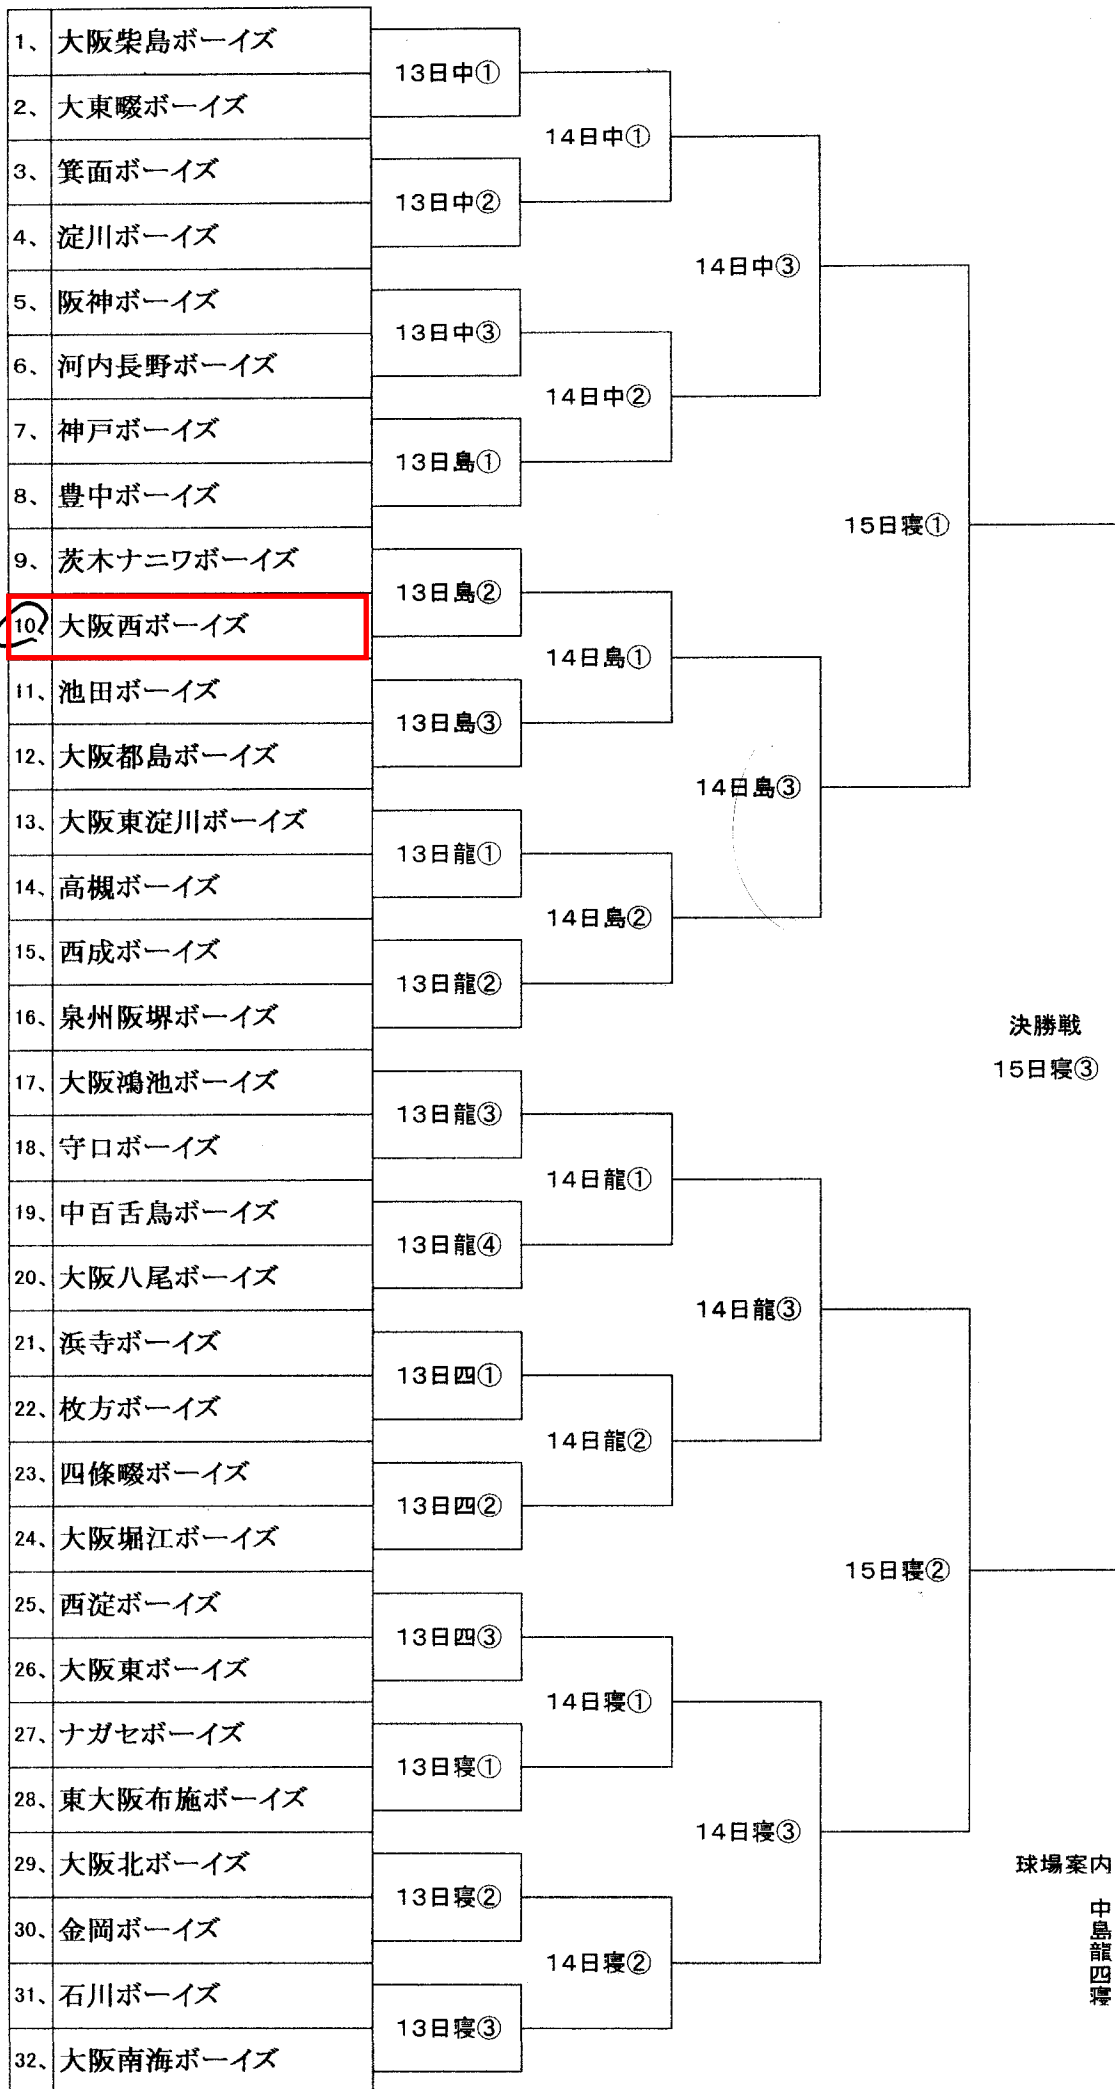 1、 大阪柴島ボーイズ
2、 大東畷ボーイズ
3、 箕面ボーイズ
4、 淀川ボーイズ
5、 阪神ボーイズ
6、 河内長野ボーイズ
7、 神戸ボーイズ
8、 豊中ボーイズ
9、 茨木ナニワボーイズ
10、 大阪西ボーイズ
11、 池田ボーイズ
12、 大阪都島ボーイズ
13、 大阪東淀川ボーイズ
14、 高槻ボーイズ
15、 西成ボーイズ
16、 泉州阪堺ボーイズ
17、 大阪鴻池ボーイズ
18、 守口ボーイズ
19、 中百舌鳥ボーイズ
20、 大阪八尾ボーイズ
21、 浜寺ボーイズ
22、 枚方ボーイズ
23、 四條畷ボーイズ
24、 大阪堀江ボーイズ
25、 西淀ボーイズ
26、 大阪東ボーイズ
27、 ナガセボーイズ
28、 東大阪布施ボーイズ
29、 大阪北ボーイズ
30、 金岡ボーイズ
31、 石川ボーイズ
32、 大阪南海ボーイズ
13日中①
13日中②
13日中③
13日島①
13日島②
13日島③
13日龍①
13日龍②
13日龍③
13日龍④
13日四①
13日四②
13日四③
13日寝①
13日寝②
13日寝③
14日中①
14日中②
14日島①
14日島②
14日龍①
14日龍②
14日寝①
14日寝②
14日中③
14日島③
14日龍③
14日寝③
15日寝①
15日寝②
決勝戦
15日寝③
球場案内
中
島
龍
四
寝